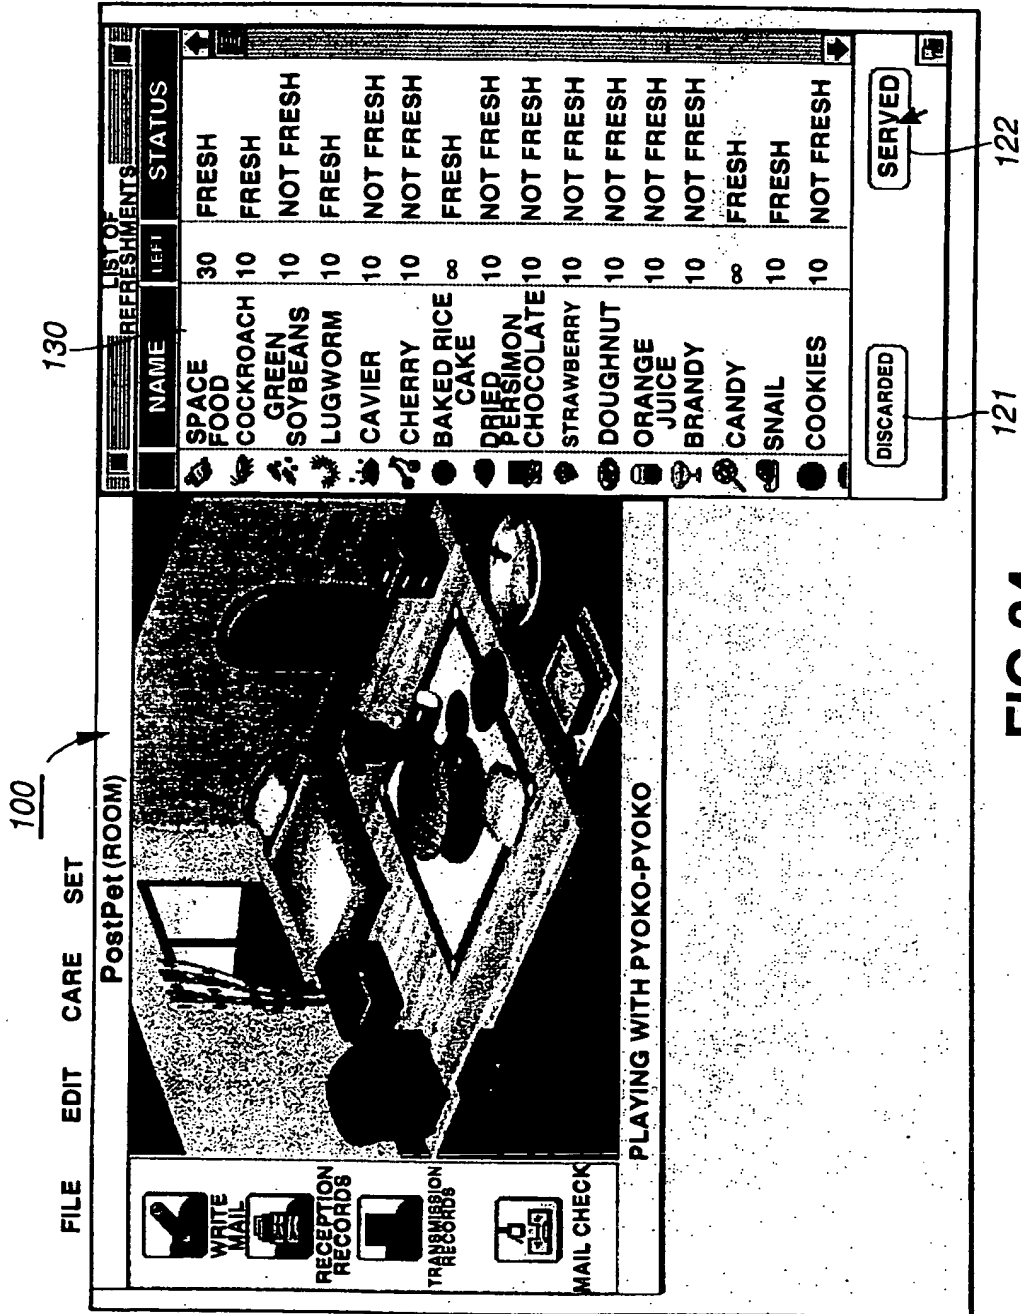 100
FILE EDIT CARE SET
PostPet(ROOM)
WRITE
MAIL
RECEPTION
RECORDS
TRANSMISSION
RECORDS
MAIL CHECK
PLAYING WITH PYOKO-PYOKO
130
LIST OF
REFRESHMENTS
NAME LEFT STATUS
SPACE
FOOD 30 FRESH
COCKROACH 10 FRESH
GREEN
SOYBEANS 10 NOT FRESH
LUGWORM 10 FRESH
CAVIER 10 NOT FRESH
CHERRY 10 NOT FRESH
BAKED RICE
CAKE ∞ FRESH
DRIED
PERSIMON 10 NOT FRESH
CHOCOLATE 10 NOT FRESH
STRAWBERRY 10 NOT FRESH
DOUGHNUT 10 NOT FRESH
ORANGE
JUICE 10 NOT FRESH
BRANDY 10 NOT FRESH
CANDY ∞ FRESH
SNAIL 10 FRESH
COOKIES 10 NOT FRESH
DISCARDED SERVED
121 122